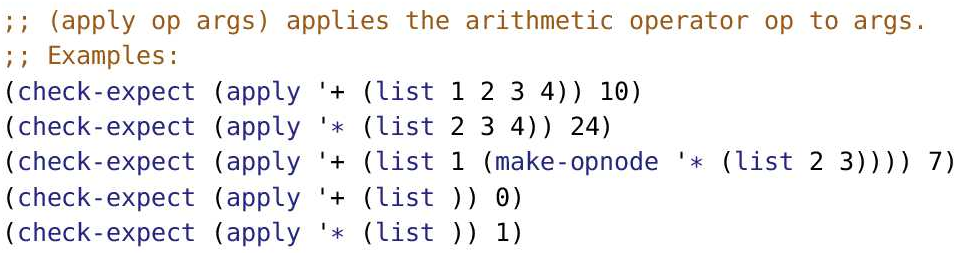 ;; (apply op args) applies the arithmetic operator op to args.
;; Examples:
(check-expect (apply '+ (list 1 2 3 4)) 10)
(check-expect (apply '* (list 2 3 4)) 24)
(check-expect (apply '+ (list 1 (make-opnode '* (list 2 3)))) 7)
(check-expect (apply '+ (list )) 0)
(check-expect (apply '* (list )) 1)